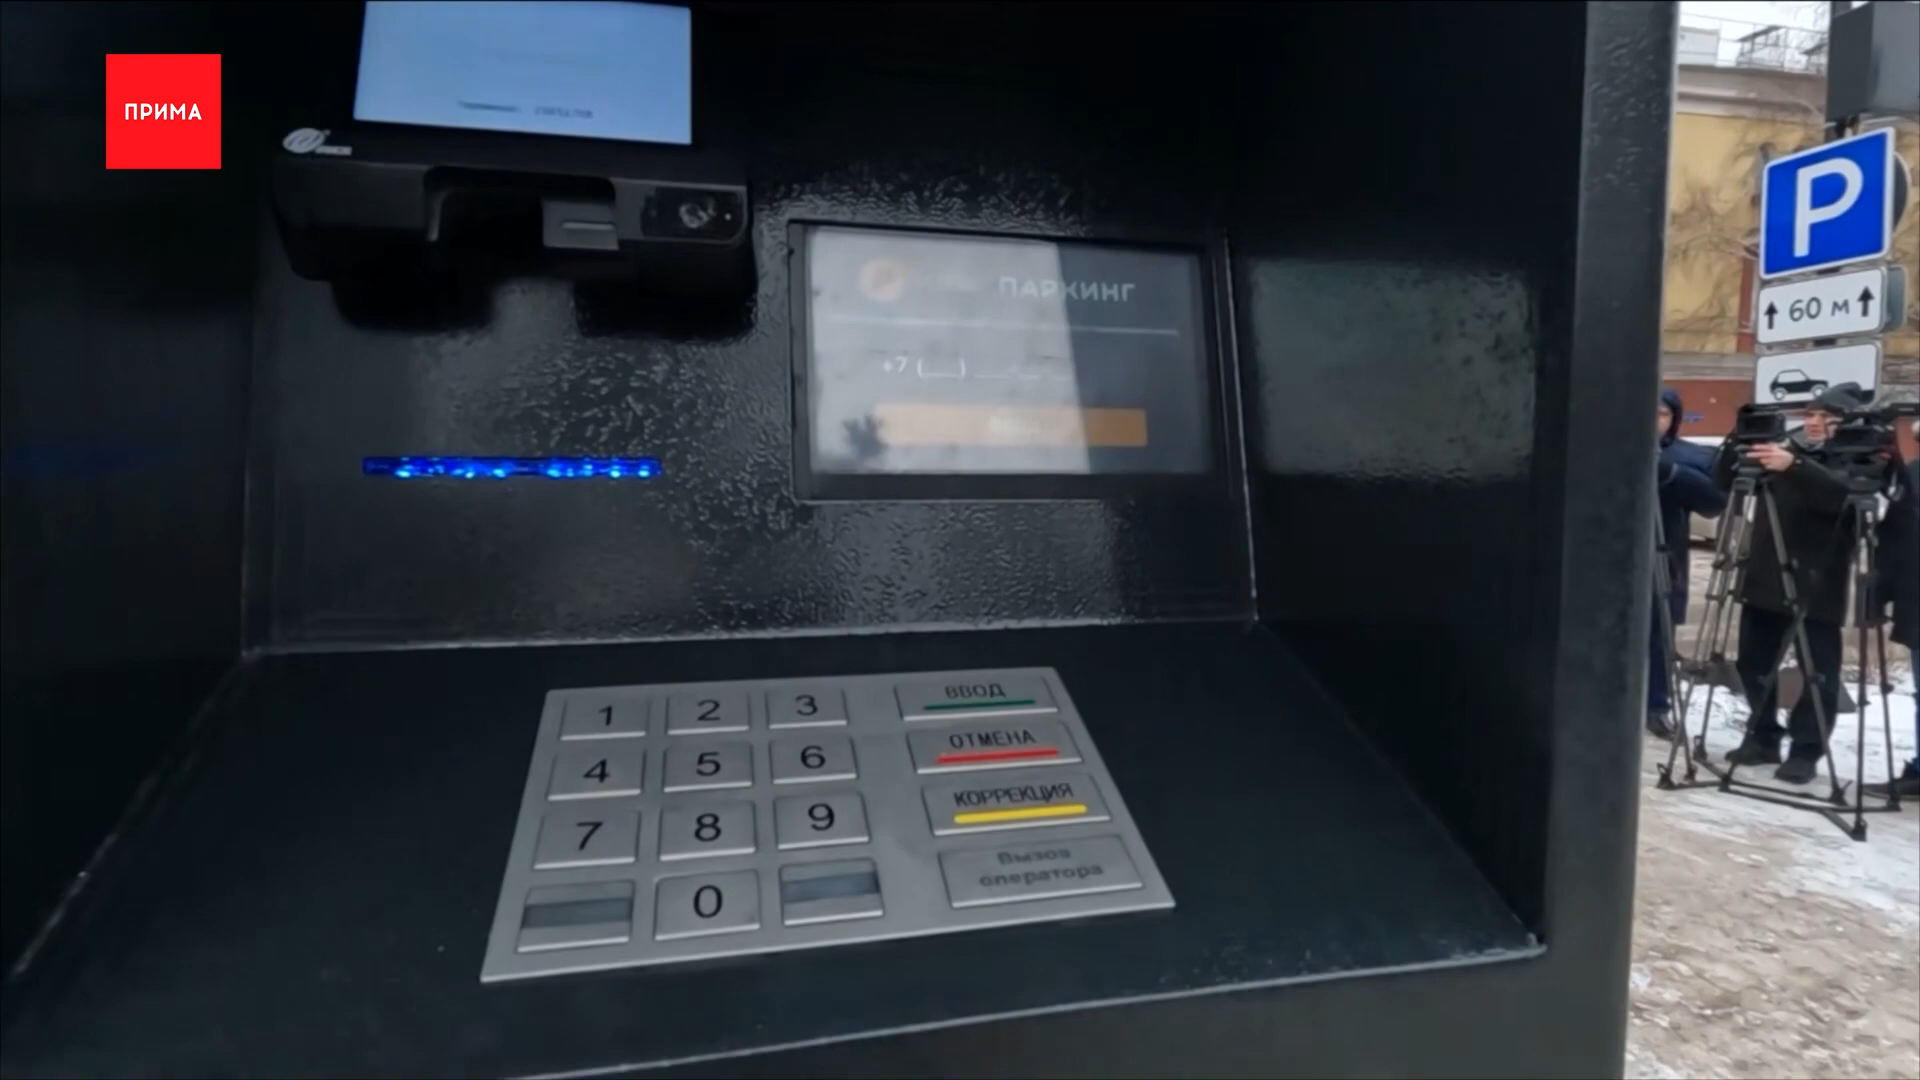 ПРИМА
ПАРКИНГ
+7 (___)
P
60 м
1 2 3 ВВОД
4 5 6 ОТМЕНА
7 8 9 КОРРЕКЦИЯ
0 Вызов
оператора